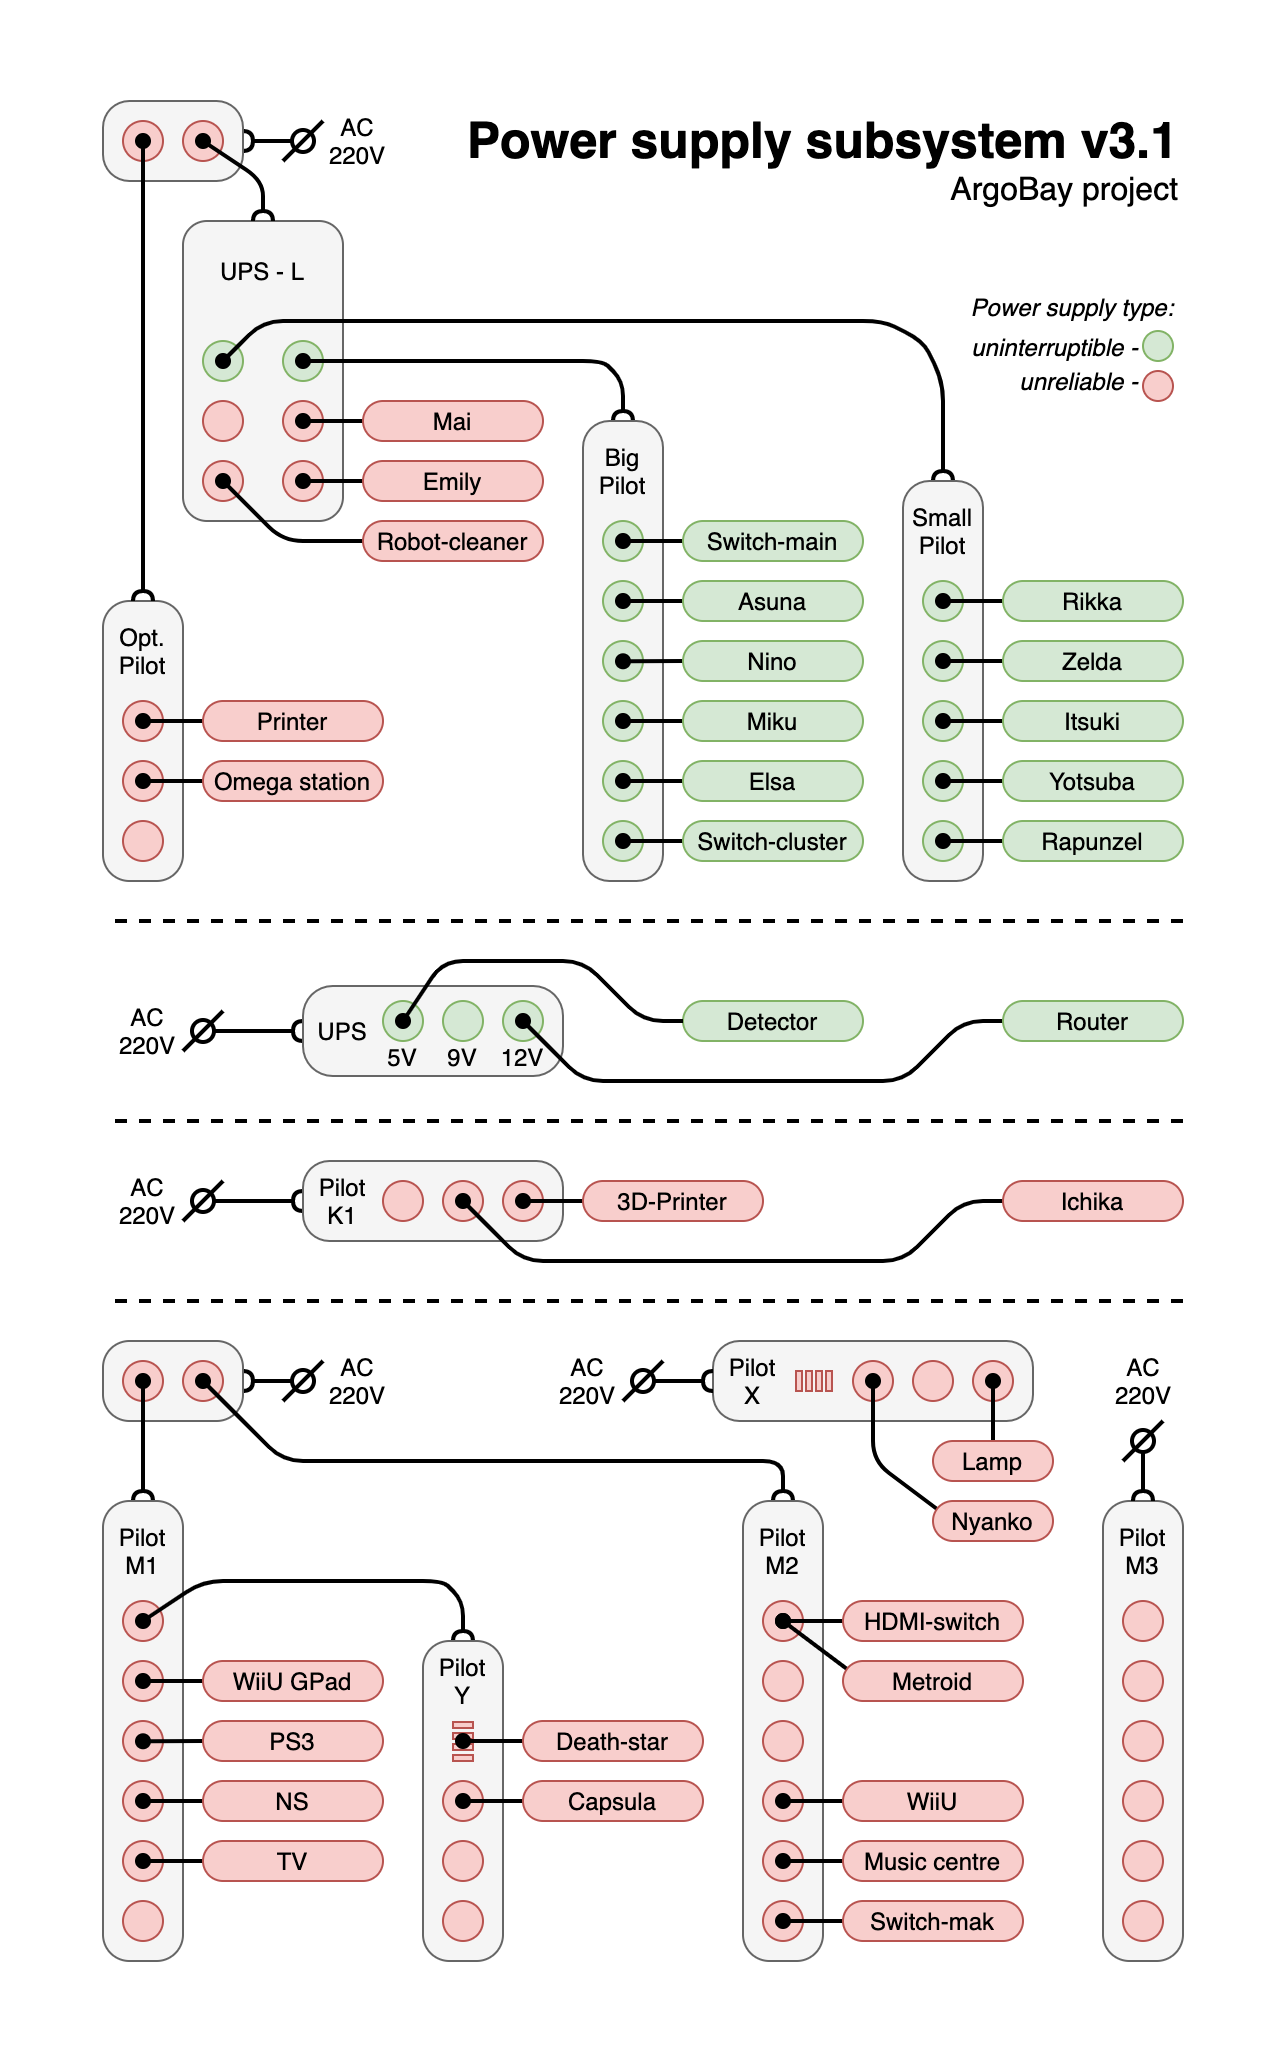 AC
220V
Power supply subsystem v3.1
ArgoBay project
UPS - L
Power supply type:
uninterruptible -
unreliable -
Mai
Emily
Robot-cleaner
Big
Pilot
Switch-main
Asuna
Nino
Miku
Elsa
Switch-cluster
Small
Pilot
Rikka
Zelda
Itsuki
Yotsuba
Rapunzel
Opt.
Pilot
Printer
Omega station
AC
220V
UPS
5V
9V
12V
Detector
Router
AC
220V
Pilot
K1
3D-Printer
Ichika
AC
220V
AC
220V
Pilot
X
Lamp
Nyanko
AC
220V
Pilot
M1
WiiU GPad
PS3
NS
TV
Pilot
Y
Death-star
Capsula
Pilot
M2
HDMI-switch
Metroid
WiiU
Music centre
Switch-mak
Pilot
M3